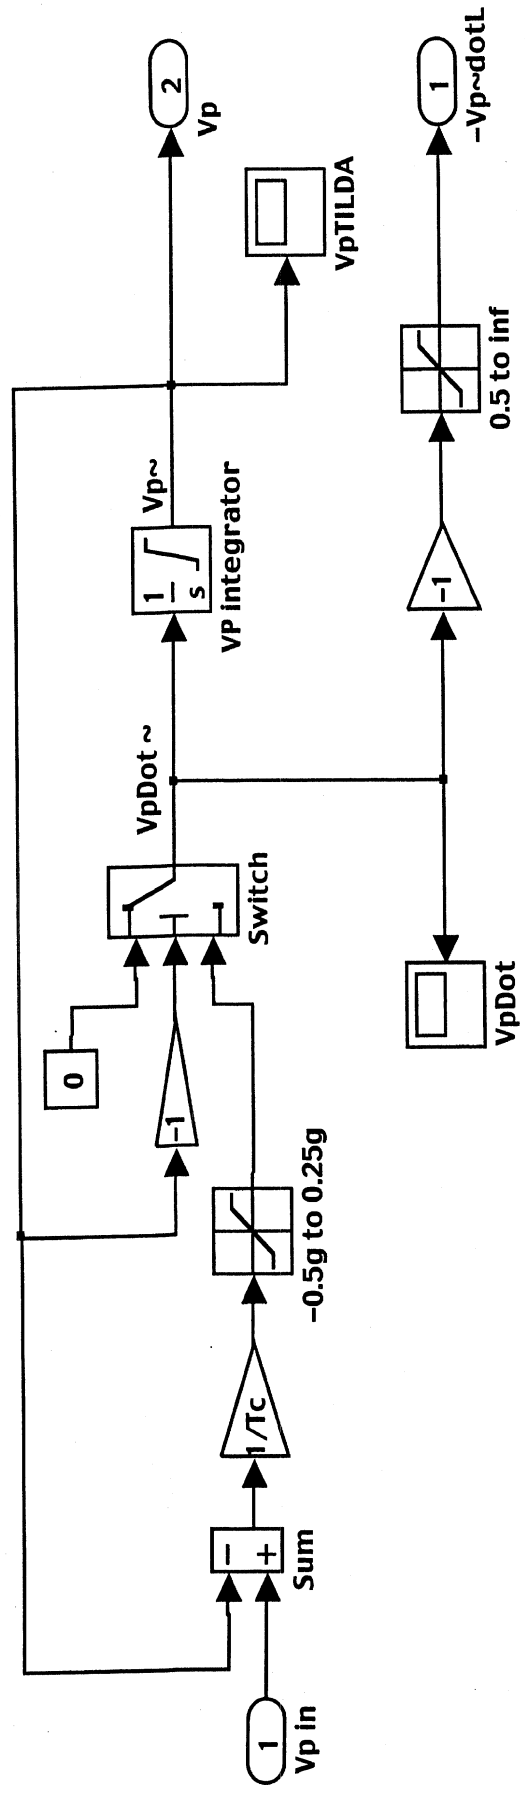 1
Vp in
−
+
Sum
1/Tc
−0.5g to 0.25g
−1
0
Switch
VpDot ~
VpDot
1
s
VP integrator
Vp~
VpTILDA
2
Vp
−1
0.5 to inf
1
−Vp~dotL